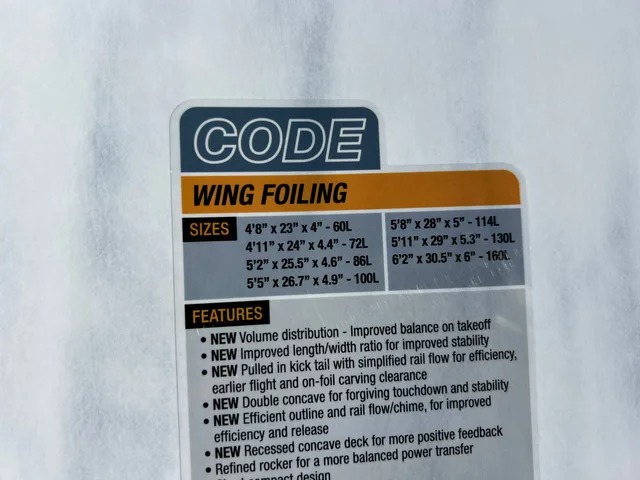 CODE
WING FOILING
SIZES
4'8" x 23" x 4" - 60L
4'11" x 24" x 4.4" - 72L
5'2" x 25.5" x 4.6" - 86L
5'5" x 26.7" x 4.9" - 100L
5'8" x 28" x 5" - 114L
5'11" x 29" x 5.3" - 130L
6'2" x 30.5" x 6" - 160L
FEATURES
• NEW Volume distribution - Improved balance on takeoff
• NEW Improved length/width ratio for improved stability
• NEW Pulled in kick tail with simplified rail flow for efficiency,
earlier flight and on-foil carving clearance
• NEW Double concave for forgiving touchdown and stability
• NEW Efficient outline and rail flow/chime, for improved
efficiency and release
• NEW Recessed concave deck for more positive feedback
• Refined rocker for a more balanced power transfer
compact design